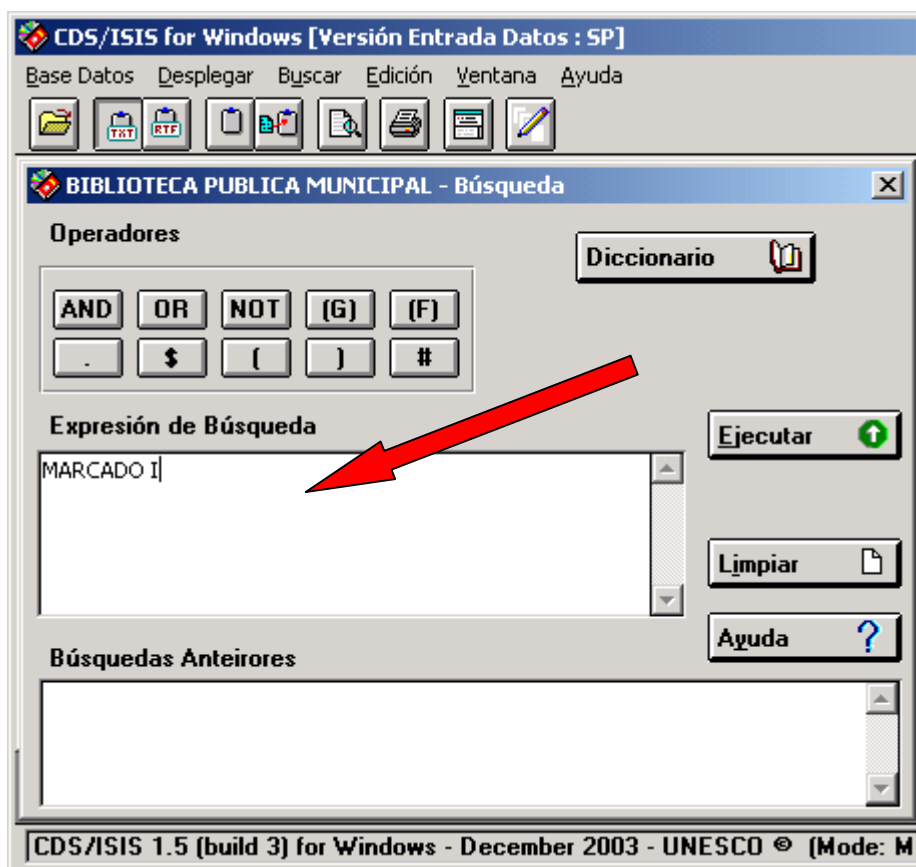 CDS/ISIS for Windows [Versión Entrada Datos : SP]
Base Datos Desplegar Buscar Edición Ventana Ayuda
TXT RTF
BIBLIOTECA PUBLICA MUNICIPAL - Búsqueda
Operadores
Diccionario
AND OR NOT (G) (F)
. $ ( ) #
Expresión de Búsqueda
Ejecutar
MARCADO I
Limpiar
Ayuda ?
Búsquedas Anteirores
CDS/ISIS 1.5 (build 3) for Windows - December 2003 - UNESCO © (Mode: M